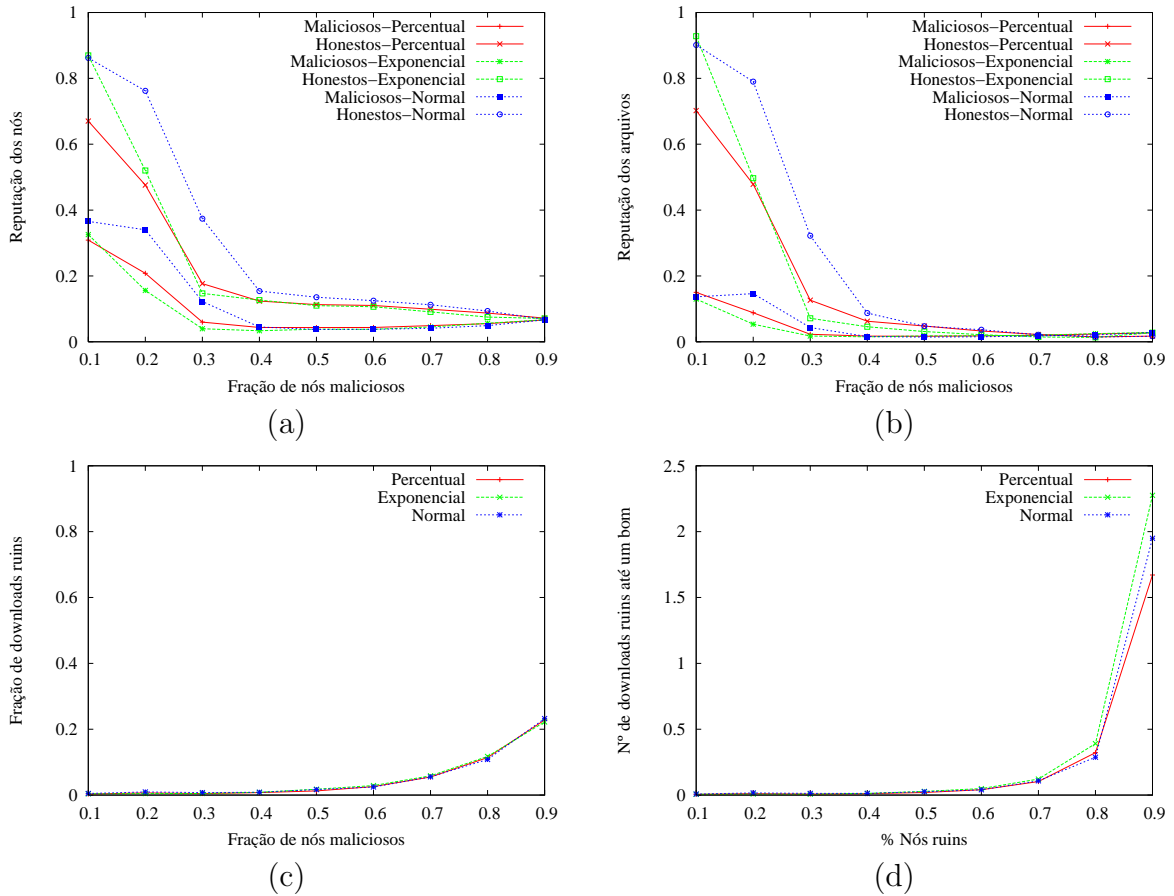 Maliciosos−Percentual
Honestos−Percentual
Maliciosos−Exponencial
Honestos−Exponencial
Maliciosos−Normal
Honestos−Normal
1
0.8
0.6
0.4
0.2
0
Reputação dos nós
0.1 0.2 0.3 0.4 0.5 0.6 0.7 0.8 0.9
Fração de nós maliciosos
(a)
Maliciosos−Percentual
Honestos−Percentual
Maliciosos−Exponencial
Honestos−Exponencial
Maliciosos−Normal
Honestos−Normal
1
0.8
0.6
0.4
0.2
0
Reputação dos arquivos
0.1 0.2 0.3 0.4 0.5 0.6 0.7 0.8 0.9
Fração de nós maliciosos
(b)
Percentual
Exponencial
Normal
1
0.8
0.6
0.4
0.2
0
Fração de downloads ruins
0.1 0.2 0.3 0.4 0.5 0.6 0.7 0.8 0.9
Fração de nós maliciosos
(c)
Percentual
Exponencial
Normal
2.5
2
1.5
1
0.5
0
Nº de downloads ruins até um bom
0.1 0.2 0.3 0.4 0.5 0.6 0.7 0.8 0.9
% Nós ruins
(d)